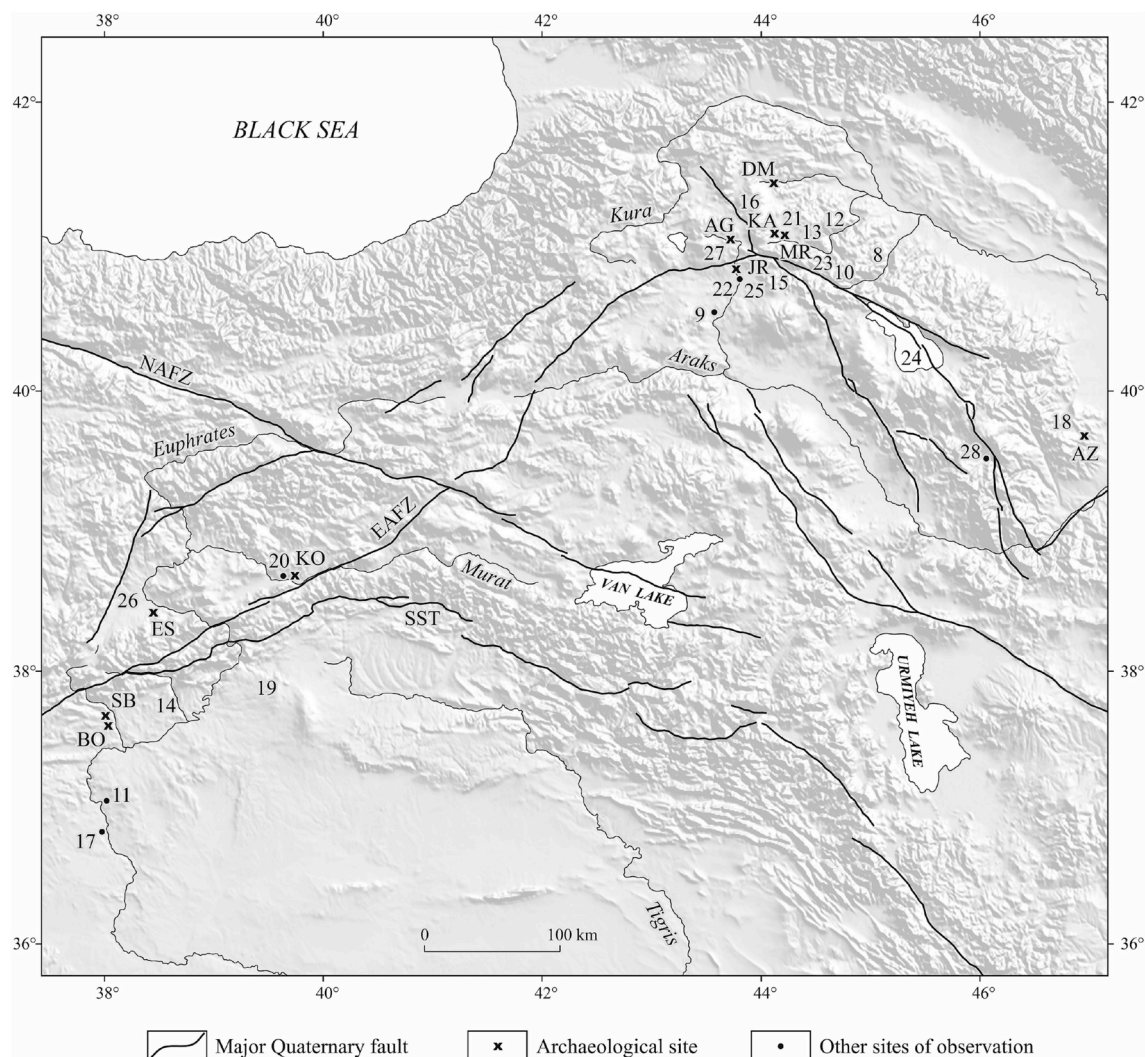 38° 40° 42° 44° 46°
42° 42°
BLACK SEA
DM
16
Kura
AG KA 21 12
13
27 MR 8
JR 23 10
22 25 15
9
24
Araks
NAFZ
40° 40°
Euphrates
18
AZ
28
EAFZ
20 KO
Murat
VAN LAKE
26
ES
SST
38° 38°
URMIYEH LAKE
19
SB 14
BO
11
17
Tigris
0 100 km
36° 36°
38° 40° 42° 44° 46°
Major Quaternary fault
Archaeological site
Other sites of observation